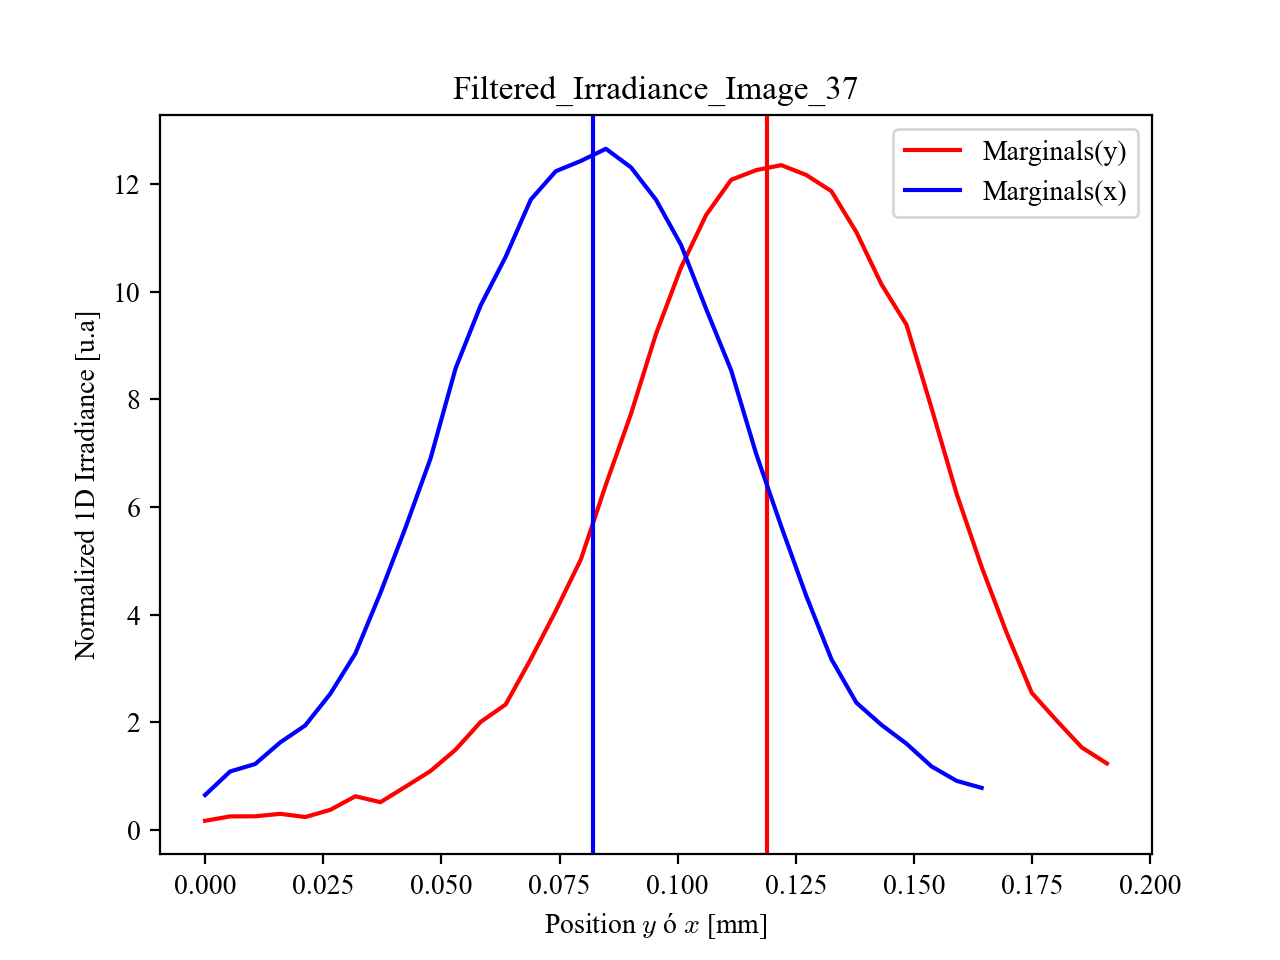 Filtered_Irradiance_Image_37
Marginals(y)
Marginals(x)
Normalized 1D Irradiance [u.a]
12
10
8
6
4
2
0
0.000 0.025 0.050 0.075 0.100 0.125 0.150 0.175 0.200
Position y ó x [mm]